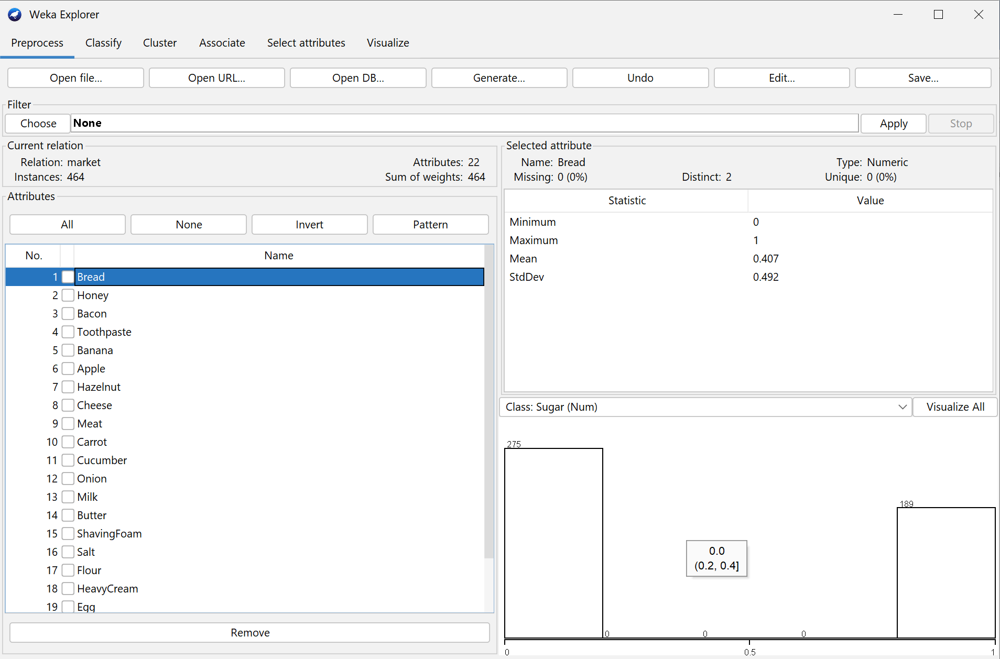 Weka Explorer
Preprocess Classify Cluster Associate Select attributes Visualize
Open file... Open URL... Open DB... Generate... Undo Edit... Save...
Filter
Choose None Apply Stop
Current relation
Relation: market Attributes: 22
Instances: 464 Sum of weights: 464
Selected attribute
Name: Bread Type: Numeric
Missing: 0 (0%) Distinct: 2 Unique: 0 (0%)
Attributes
All None Invert Pattern
No. Name
1 Bread
2 Honey
3 Bacon
4 Toothpaste
5 Banana
6 Apple
7 Hazelnut
8 Cheese
9 Meat
10 Carrot
11 Cucumber
12 Onion
13 Milk
14 Butter
15 ShavingFoam
16 Salt
17 Flour
18 HeavyCream
19 Egg
Remove
Statistic Value
Minimum 0
Maximum 1
Mean 0.407
StdDev 0.492
Class: Sugar (Num) Visualize All
275
189
0.0
(0.2, 0.4]
0 0 0
0 0.5 1